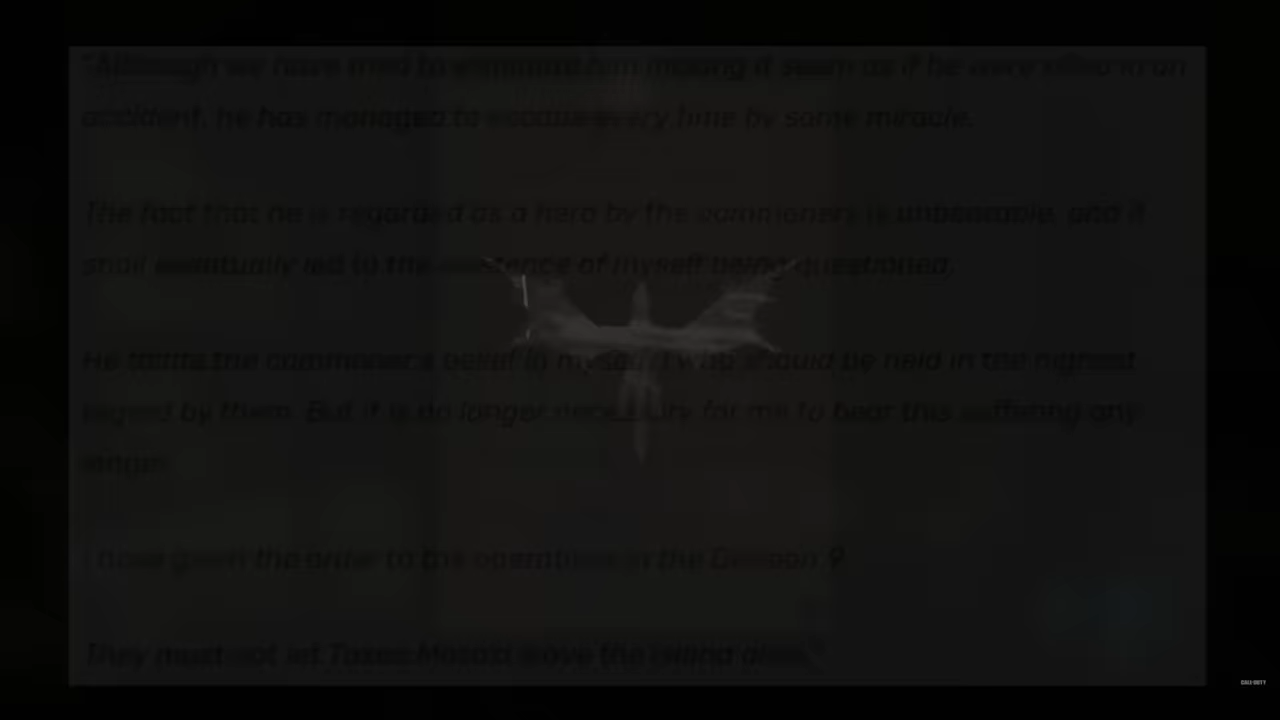 "Although we have tried to eliminate him making it seem as if he were killed in an
accident, he has managed to escape every time by some miracle.
The fact that he is regarded as a hero by the commoners is unbearable, and it
shall eventually led to the existence of myself being questioned.
He the commoner's belief in myself, who should be held in the highest
regard by them. But it is no longer necessary for me to bear this suffering any
longer.
I have given the order to the operatives in the Division 9
They must not let leave the island alive."
CALL OF DUTY